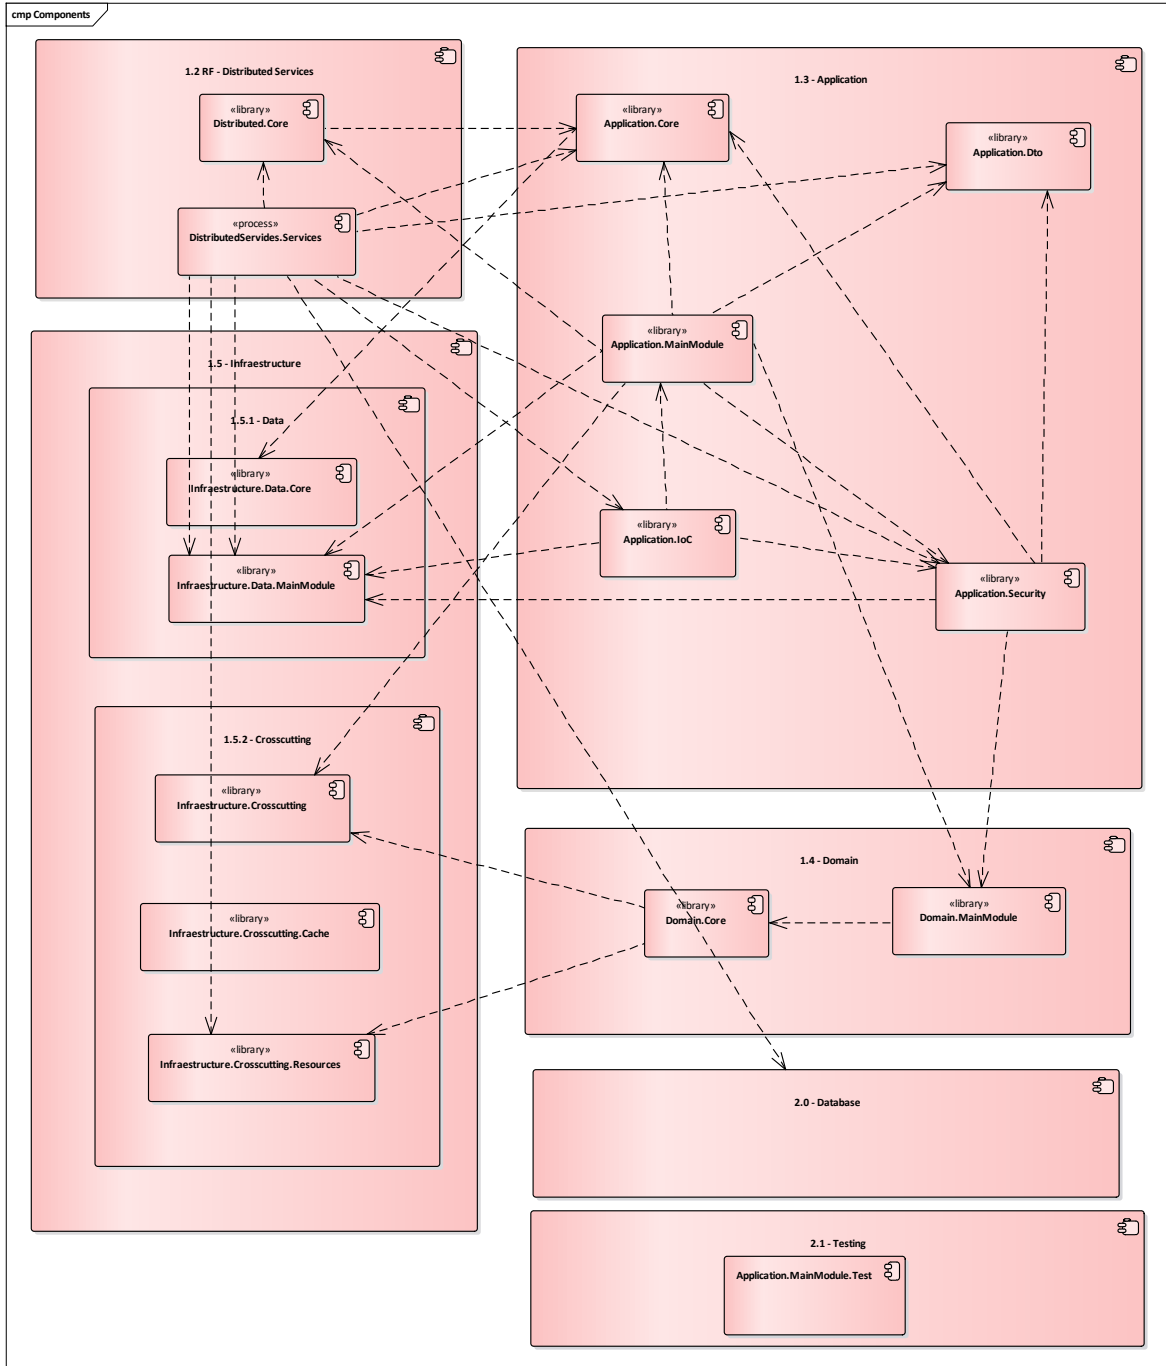 cmp Components
1.2 RF - Distributed Services
«library»
Distributed.Core
«process»
DistributedServides.Services
1.3 - Application
«library»
Application.Core
«library»
Application.Dto
«library»
Application.MainModule
«library»
Application.IoC
«library»
Application.Security
1.5 - Infraestructure
1.5.1 - Data
«library»
Infraestructure.Data.Core
«library»
Infraestructure.Data.MainModule
1.5.2 - Crosscutting
«library»
Infraestructure.Crosscutting
«library»
Infraestructure.Crosscutting.Cache
«library»
Infraestructure.Crosscutting.Resources
1.4 - Domain
«library»
Domain.Core
«library»
Domain.MainModule
2.0 - Database
2.1 - Testing
Application.MainModule.Test